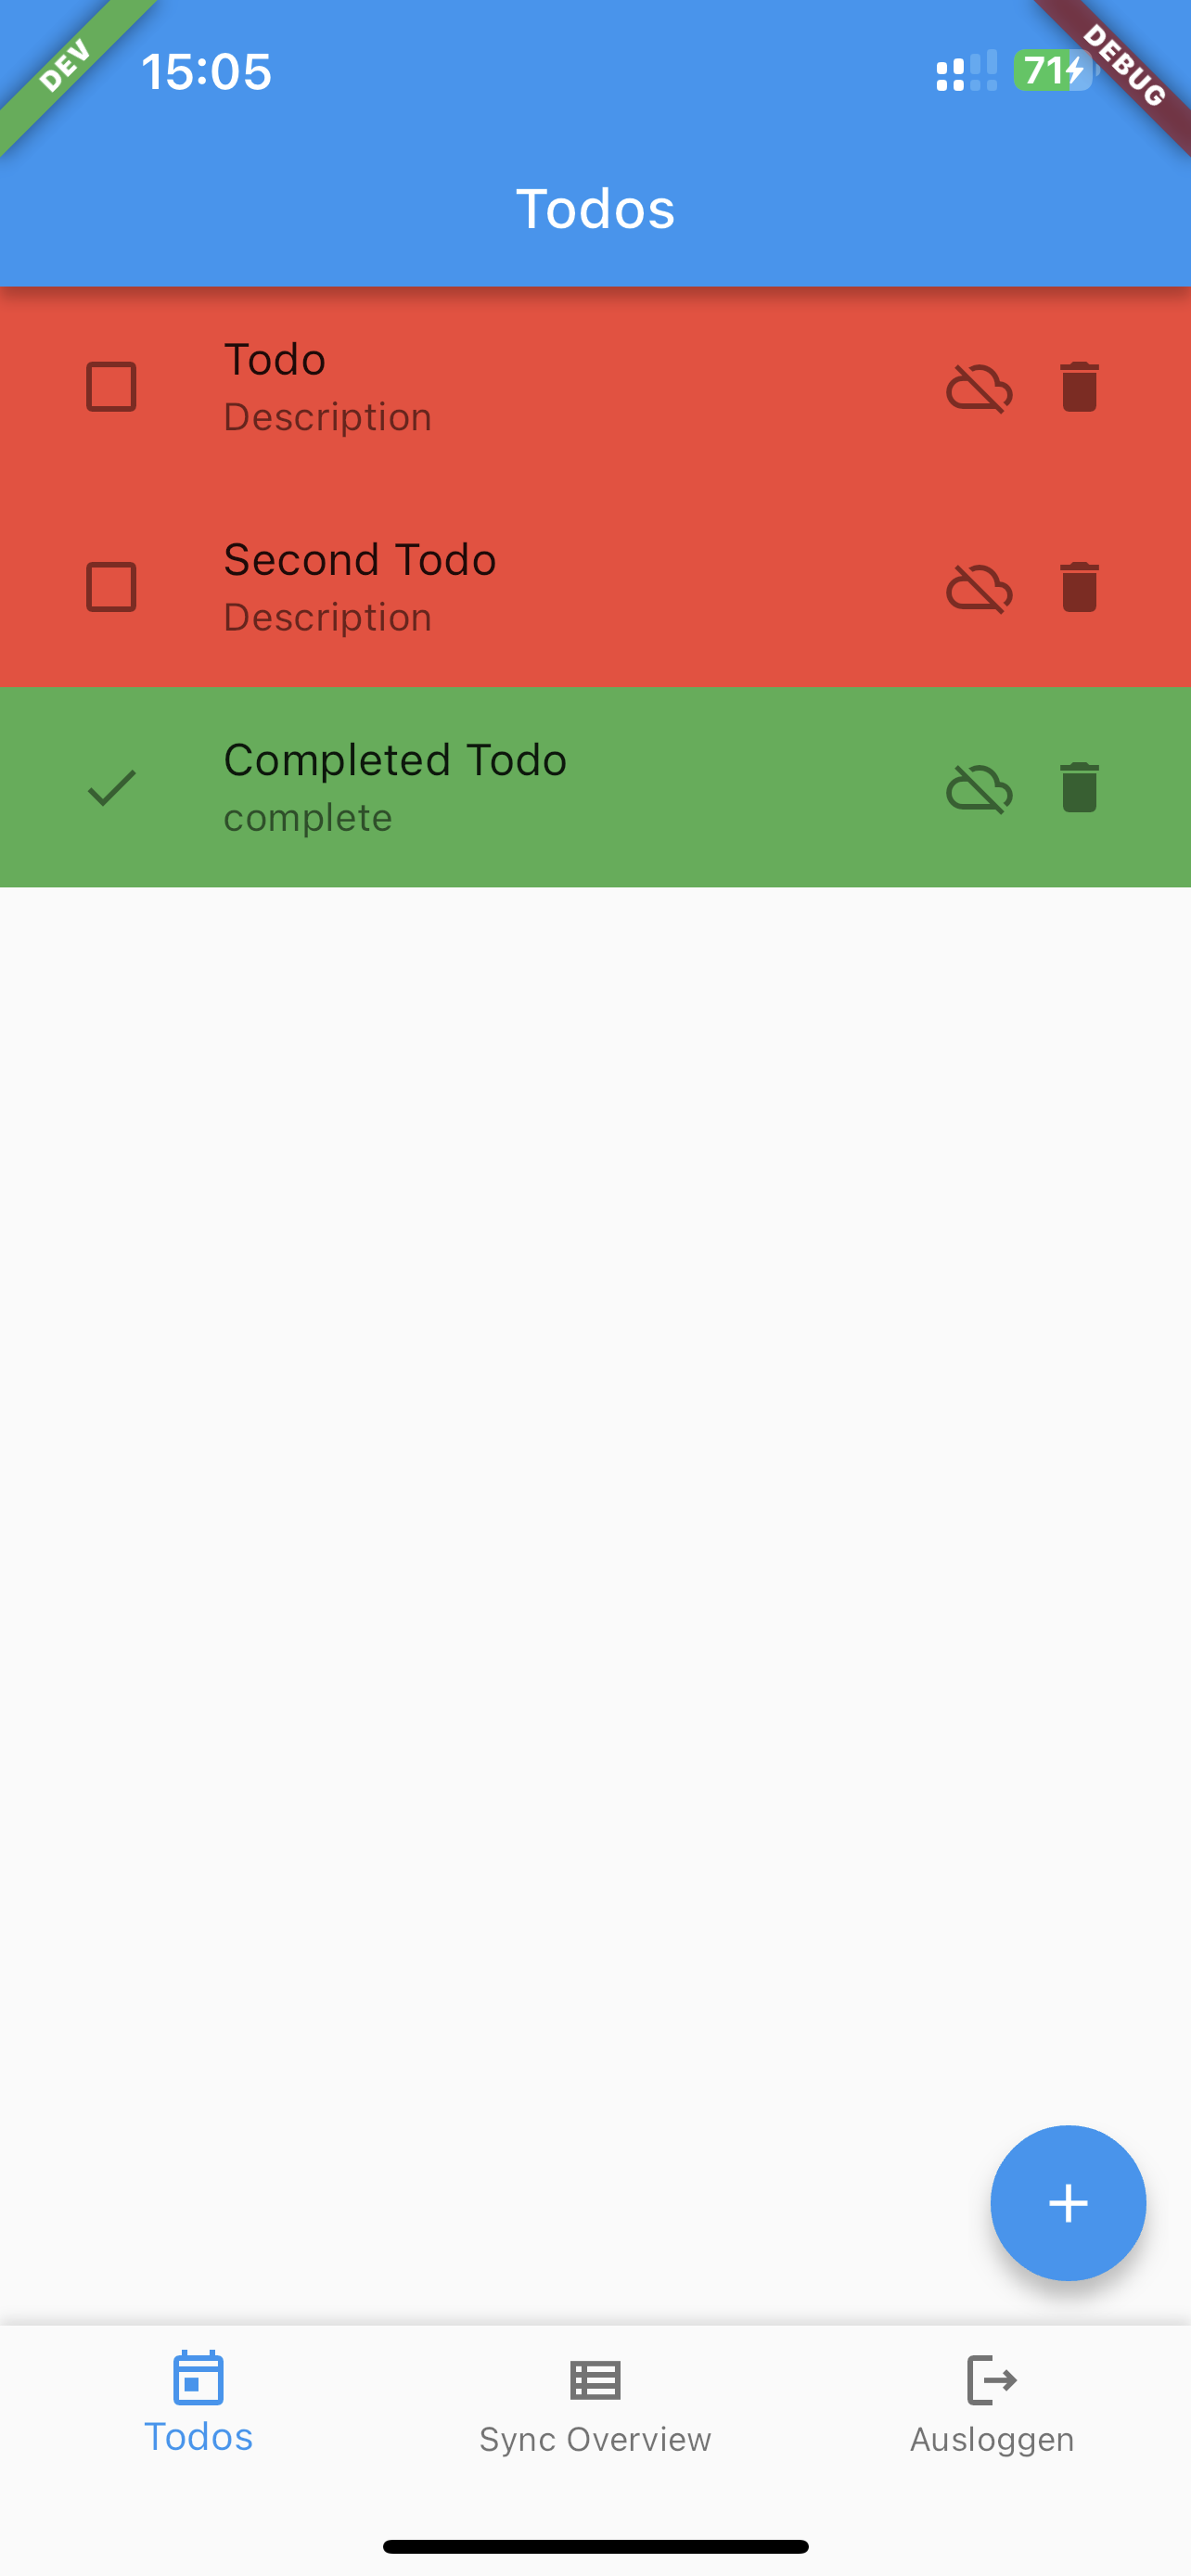 DEV
15:05
71
DEBUG
Todos
Todo
Description
Second Todo
Description
Completed Todo
complete
Todos
Sync Overview
Ausloggen